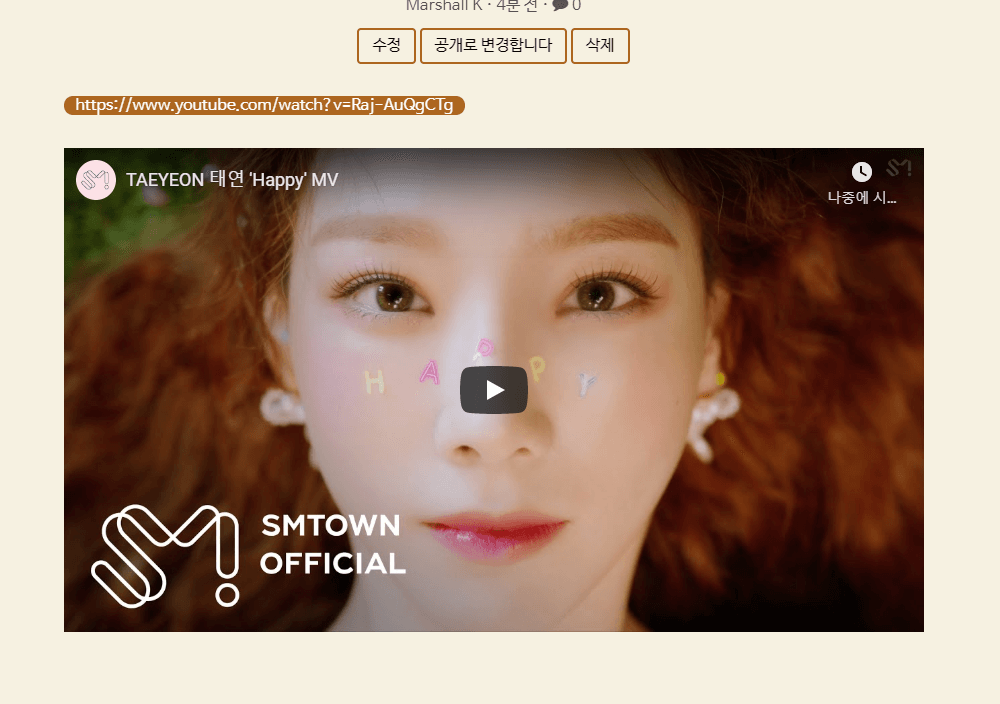 Marshall K · 4분 전 · 0
수정 공개로 변경합니다 삭제
https://www.youtube.com/watch?v=Raj-AuQgCTg
TAEYEON 태연 'Happy' MV
나중에 시...
H A P P Y
SMTOWN
OFFICIAL